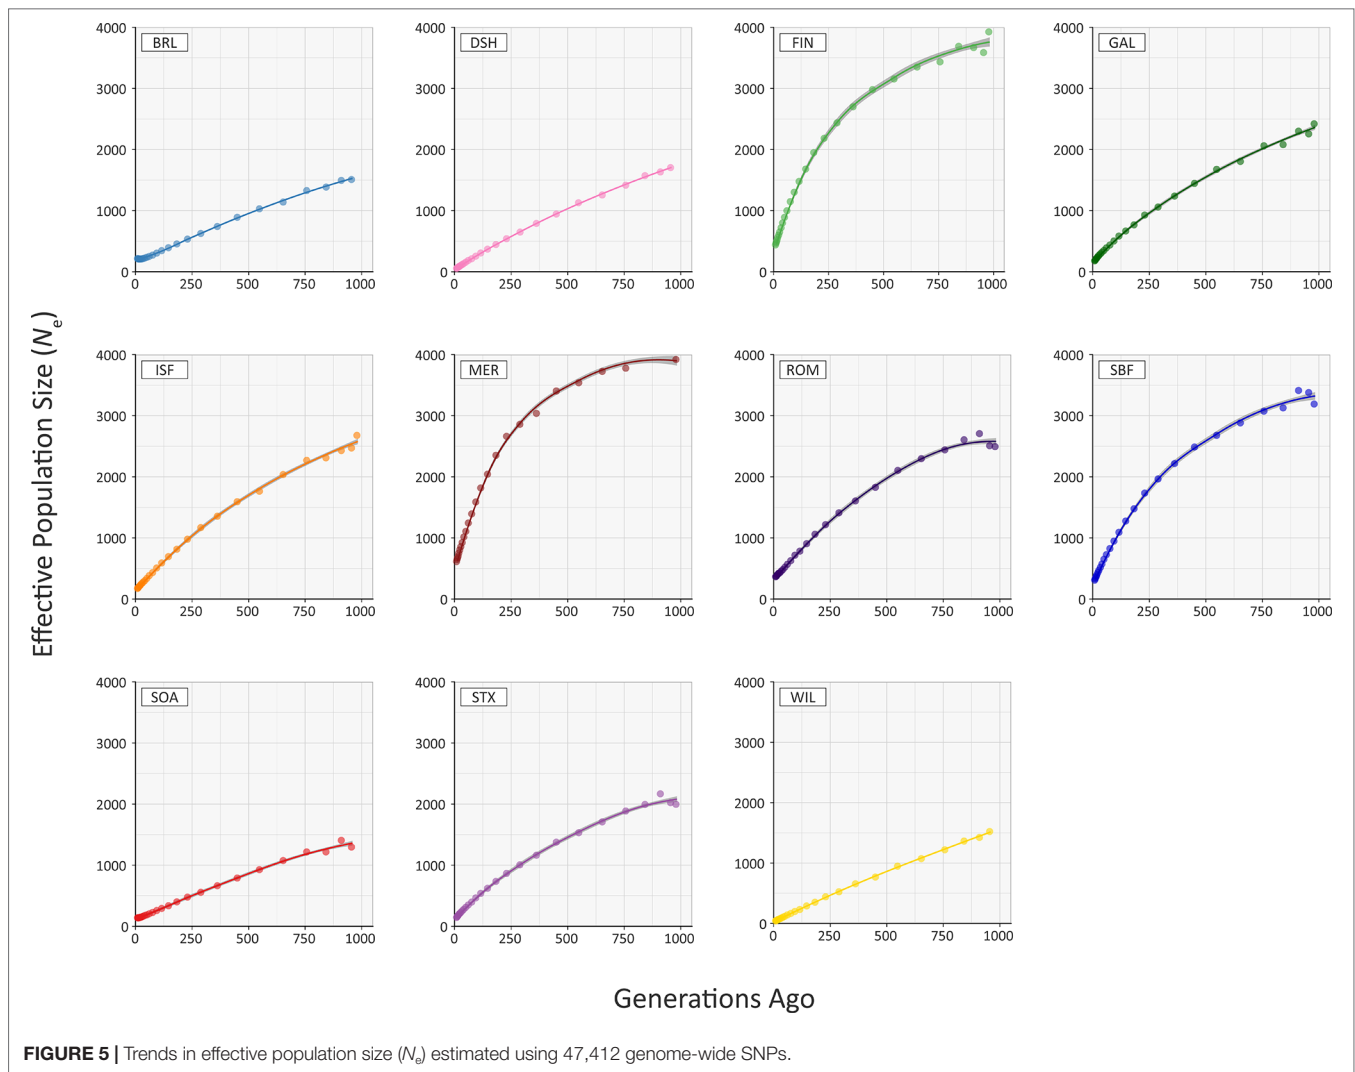 BRL
4000
3000
2000
1000
0
0 250 500 750 1000
DSH
4000
3000
2000
1000
0
0 250 500 750 1000
FIN
4000
3000
2000
1000
0
0 250 500 750 1000
GAL
4000
3000
2000
1000
0
0 250 500 750 1000
Effective Population Size (Ne)
ISF
4000
3000
2000
1000
0
0 250 500 750 1000
MER
4000
3000
2000
1000
0
0 250 500 750 1000
ROM
4000
3000
2000
1000
0
0 250 500 750 1000
SBF
4000
3000
2000
1000
0
0 250 500 750 1000
SOA
4000
3000
2000
1000
0
0 250 500 750 1000
STX
4000
3000
2000
1000
0
0 250 500 750 1000
WIL
4000
3000
2000
1000
0
0 250 500 750 1000
Generations Ago
FIGURE 5 | Trends in effective population size (Ne) estimated using 47,412 genome-wide SNPs.